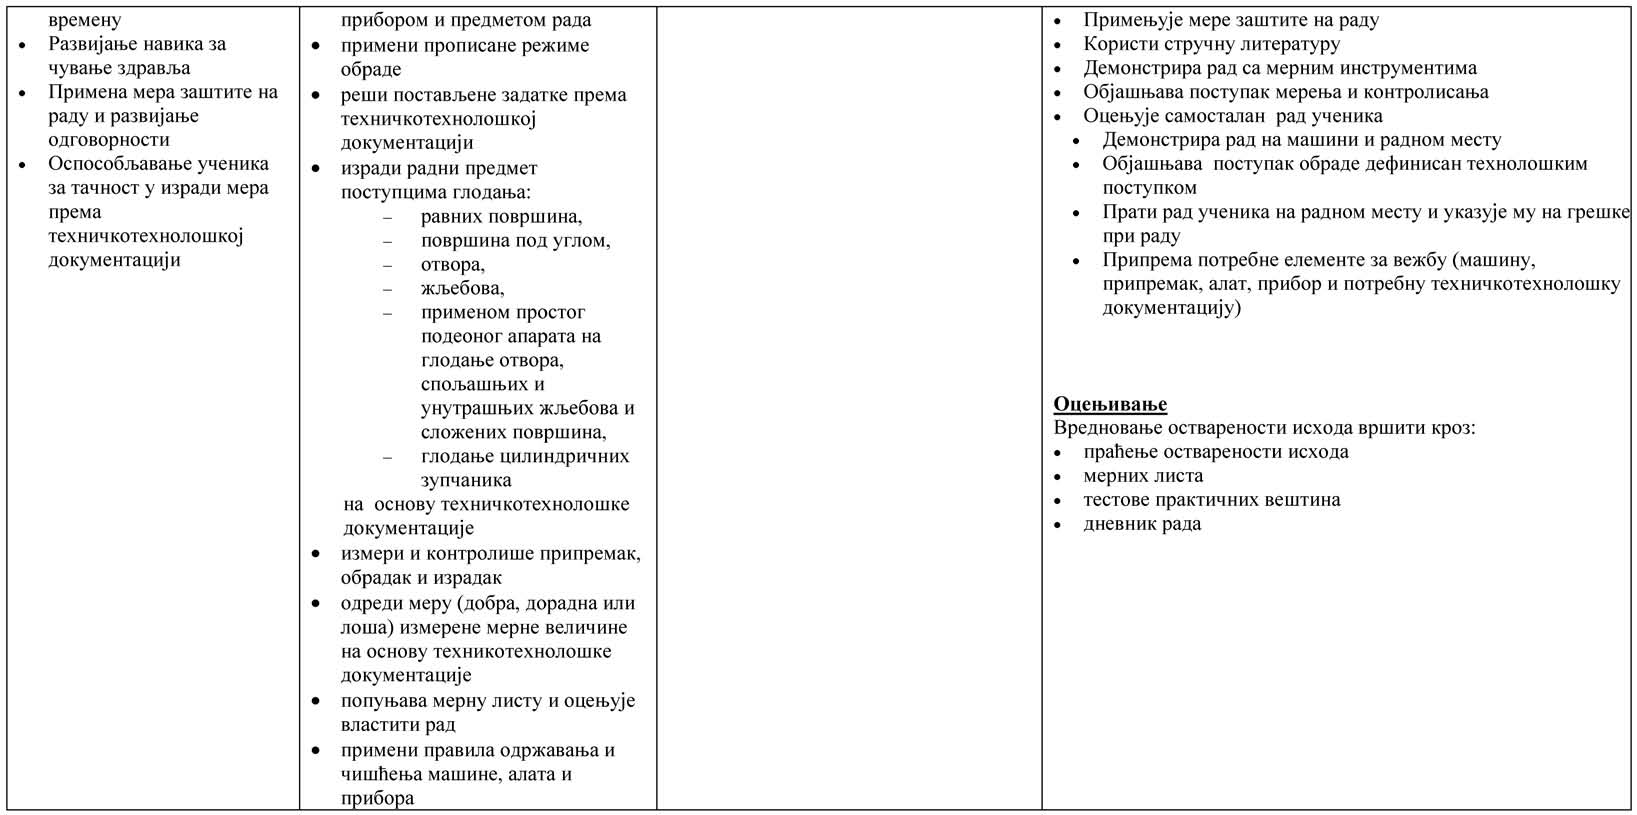 времену
• Развијање навика за
чување здравља
• Примена мера заштите на
раду и развијање
одговорности
• Оспособљавање ученика
за тачност у изради мера
према
техничкотехнолошкој
документацији
прибором и предметом рада
• примени прописане режиме
обраде
• реши постављене задатке према
техничкотехнолошкој
документацији
• изради радни предмет
поступцима глодања:
– равних површина,
– површина под углом,
– отвора,
– жљебова,
– применом простог
подеоног апарата на
глодање отвора,
спољашњих и
унутрашњих жљебова и
сложених површина,
– глодање цилиндричних
зупчаника
на  основу техничкотехнолошке
документације
• измери и контролише припремак,
обрадак и израдак
• одреди меру (добра, дорадна или
лоша) измерене мерне величине
на основу техникотехнолошке
документације
• попуњава мерну листу и оцењује
властити рад
• примени правила одржавања и
чишћења машине, алата и
прибора
• Примењује мере заштите на раду
• Користи стручну литературу
• Демонстрира рад са мерним инструментима
• Објашњава поступак мерења и контролисања
• Оцењује самосталан  рад ученика
• Демонстрира рад на машини и радном месту
• Објашњава  поступак обраде дефинисан технолошким
поступком
• Прати рад ученика на радном месту и указује му на грешке
при раду
• Припрема потребне елементе за вежбу (машину,
припремак, алат, прибор и потребну техничкотехнолошку
документацију)
Оцењивање
Вредновање остварености исхода вршити кроз:
• праћење остварености исхода
• мерних листа
• тестове практичних вештина
• дневник рада